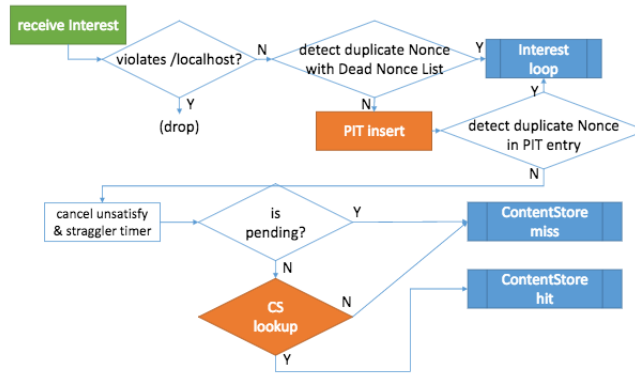 receive Interest
violates /localhost?
N
Y
(drop)
detect duplicate Nonce
with Dead Nonce List
Y
N
Interest
loop
PIT insert
Y
detect duplicate Nonce
in PIT entry
N
cancel unsatisfy
& straggler timer
is
pending?
Y
N
ContentStore
miss
CS
lookup
N
Y
ContentStore
hit